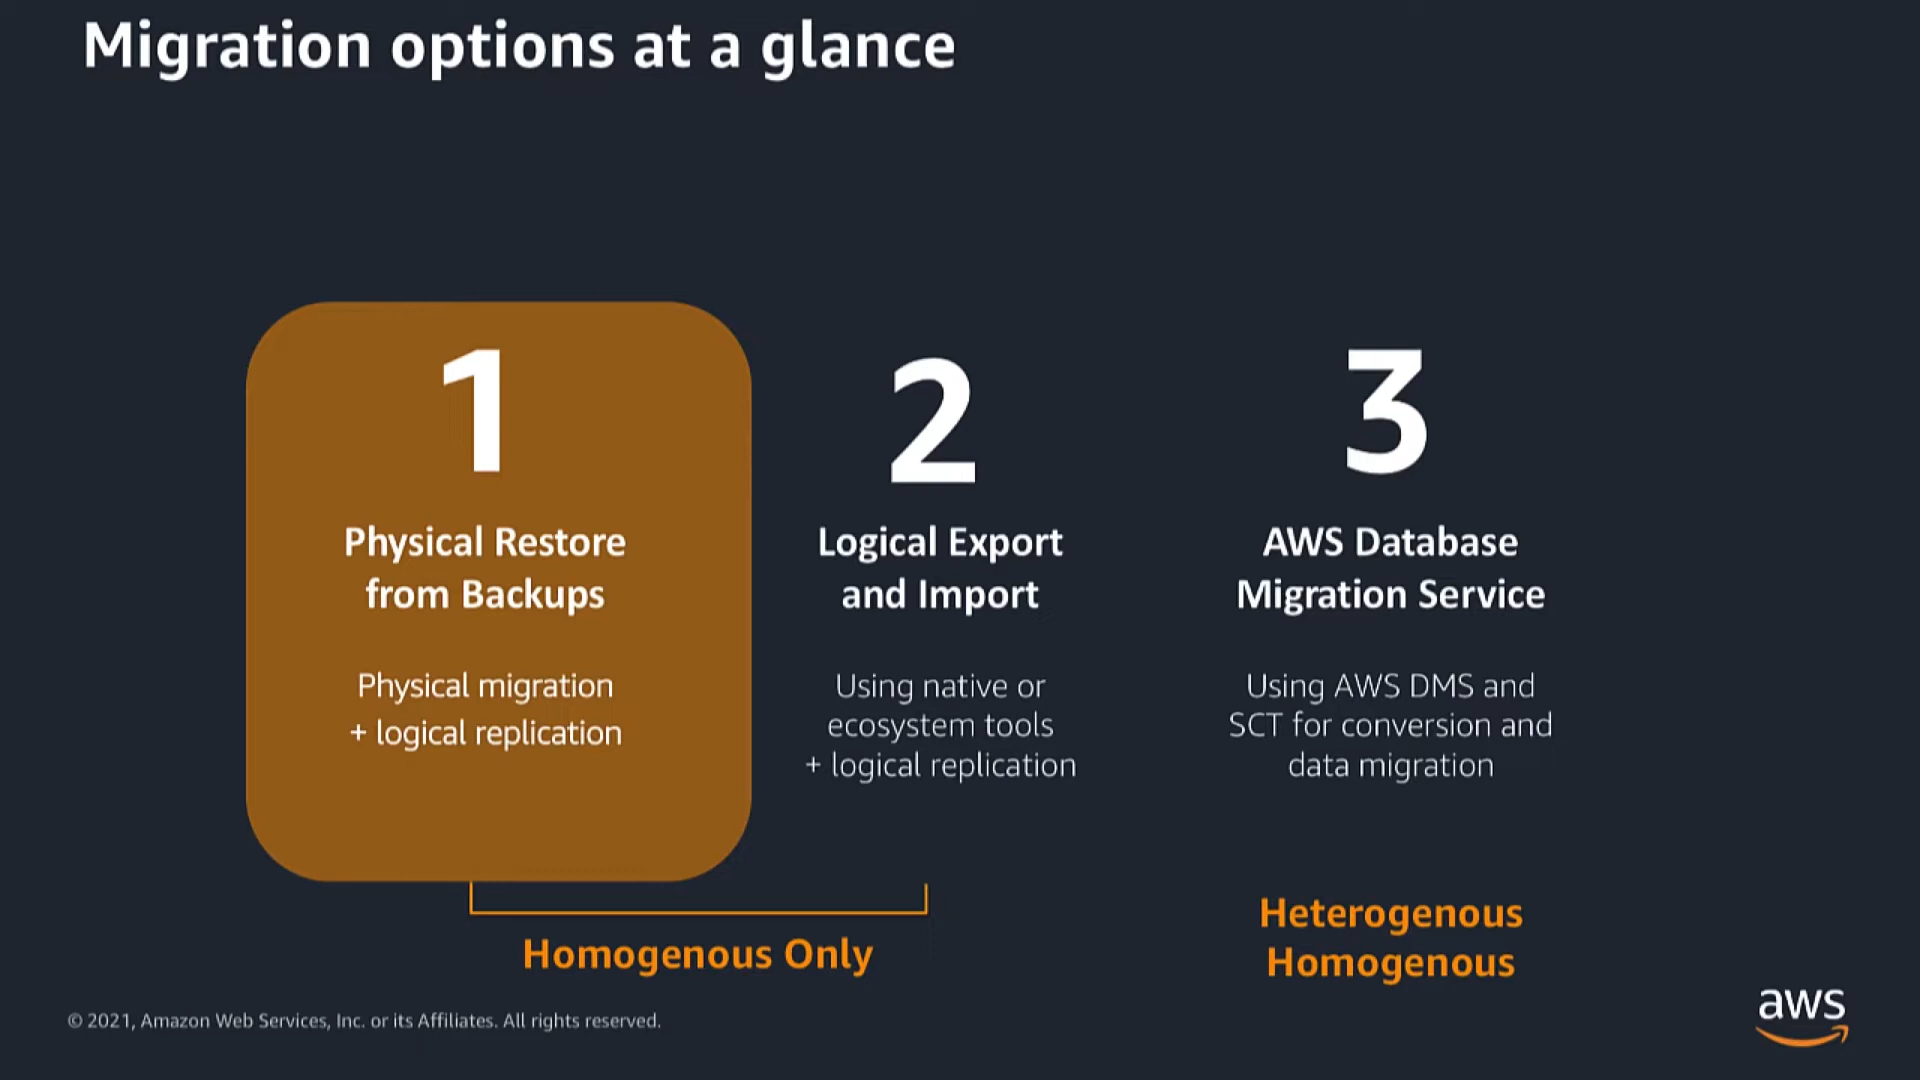 Migration options at a glance
1
Physical Restore
from Backups
Physical migration
+ logical replication
2
Logical Export
and Import
Using native or
ecosystem tools
+ logical replication
3
AWS Database
Migration Service
Using AWS DMS and
SCT for conversion and
data migration
Homogenous Only
Heterogenous
Homogenous
© 2021, Amazon Web Services, Inc. or its Affiliates. All rights reserved.
aws